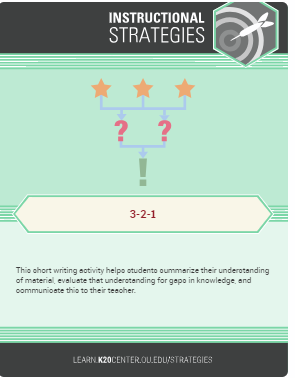 INSTRUCTIONAL
STRATEGIES
? ?
!
3-2-1
This short writing activity helps students summarize their understanding
of material, evaluate that understanding for gaps in knowledge, and
communicate this to their teacher.
LEARN.K20CENTER.OU.EDU/STRATEGIES